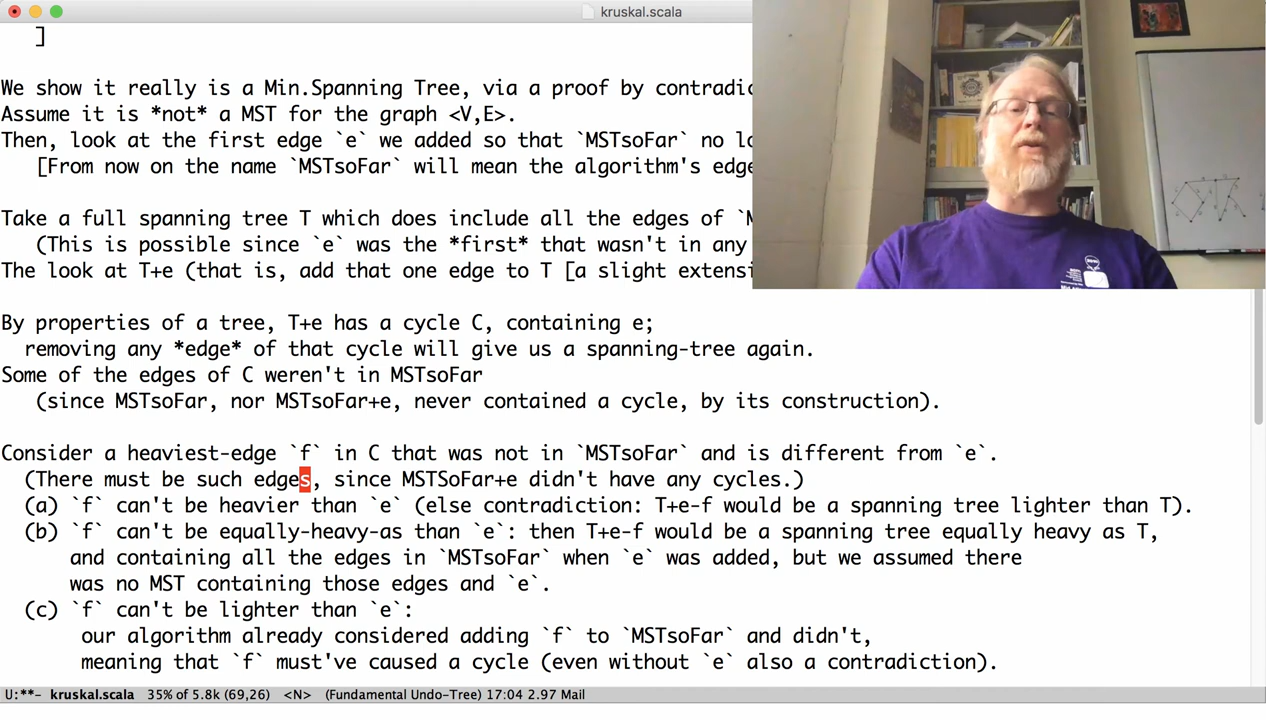 kruskal.scala
]
We show it really is a Min.Spanning Tree, via a proof by contradic
Assume it is *not* a MST for the graph <V,E>.
Then, look at the first edge `e` we added so that `MSTsoFar` no lo
[From now on the name `MSTsoFar` will mean the algorithm's edge
Take a full spanning tree T which does include all the edges of `M
(This is possible since `e` was the *first* that wasn't in any
The look at T+e (that is, add that one edge to T [a slight extensi
By properties of a tree, T+e has a cycle C, containing e;
removing any *edge* of that cycle will give us a spanning-tree again.
Some of the edges of C weren't in MSTsoFar
(since MSTsoFar, nor MSTsoFar+e, never contained a cycle, by its construction).
Consider a heaviest-edge `f` in C that was not in `MSTsoFar` and is different from `e`.
(There must be such edges, since MSTSoFar+e didn't have any cycles.)
(a) `f` can't be heavier than `e` (else contradiction: T+e-f would be a spanning tree lighter than T).
(b) `f` can't be equally-heavy-as than `e`: then T+e-f would be a spanning tree equally heavy as T,
and containing all the edges in `MSTsoFar` when `e` was added, but we assumed there
was no MST containing those edges and `e`.
(c) `f` can't be lighter than `e`:
our algorithm already considered adding `f` to `MSTsoFar` and didn't,
meaning that `f` must've caused a cycle (even without `e` also a contradiction).
U:**- kruskal.scala 35% of 5.8k (69,26) <N> (Fundamental Undo-Tree) 17:04 2.97 Mail